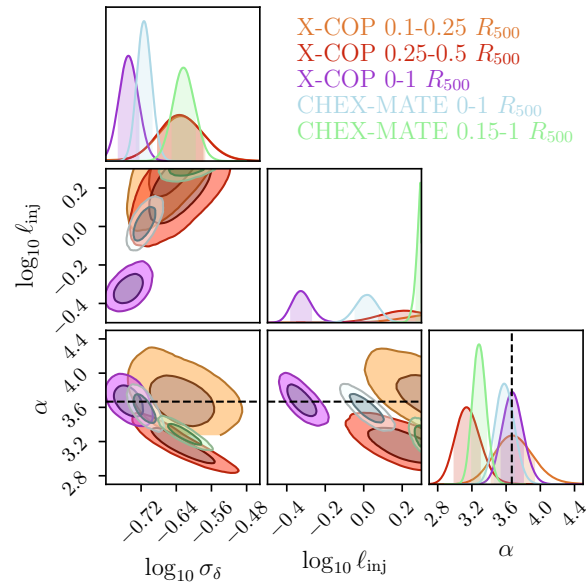 X-COP 0.1-0.25 R₅₀₀
X-COP 0.25-0.5 R₅₀₀
X-COP 0-1 R₅₀₀
CHEX-MATE 0-1 R₅₀₀
CHEX-MATE 0.15-1 R₅₀₀
log₁₀ ℓ_inj
0.2
0.0
−0.2
−0.4
α
4.4
4.0
3.6
3.2
2.8
−0.72
−0.64
−0.56
−0.48
log₁₀ σ_δ
−0.4
−0.2
0.0
0.2
log₁₀ ℓ_inj
2.8
3.2
3.6
4.0
4.4
α